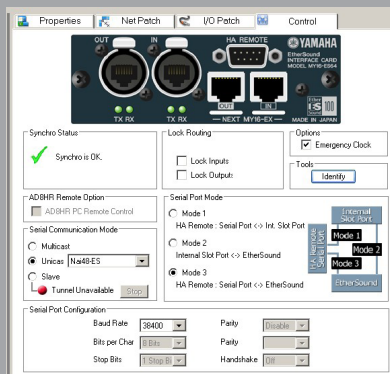 Properties
Net Patch
I/O Patch
Control
OUT
IN
HA REMOTE
YAMAHA
EtherSound
INTERFACE CARD
MODEL MY16-ES64
OUT
IN
Ether
Sound
100
TX RX
TX RX
NEXT MY16-EX
MADE IN JAPAN
Synchro Status
Synchro is OK.
Lock Routing
Lock Inputs
Lock Outputs
Options
Emergency Clock
Tools
Identify
AD8HR Remote Option
AD8HR PC Remote Control
Serial Communication Mode
Multicast
Unicas Nai48-ES
Slave
Tunnel Unavailable Stop
Serial Port Mode
Mode 1
HA Remote : Serial Port <-> Int. Slot Port
Mode 2
Internal Slot Port <-> EtherSound
Mode 3
HA Remote : Serial Port <-> EtherSound
Internal
Slot Port
HA Remote
Serial Port
Mode 1
Mode 2
Mode 3
EtherSound
Serial Port Configuration
Baud Rate 38400 Parity Disable
Bits per Char 8 Bits Parity
Stop Bits 1 Stop Bi Handshake Off